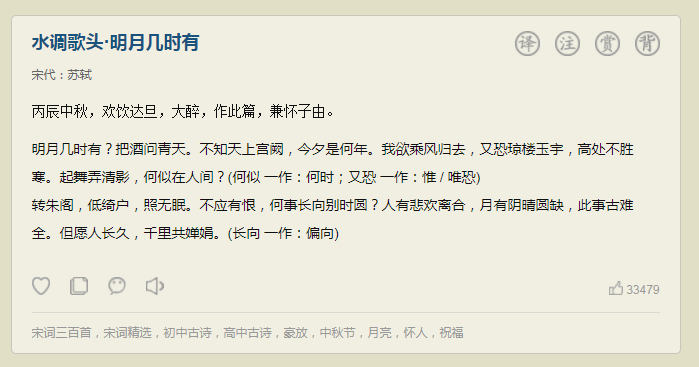 水调歌头·明月几时有
译 注 赏 背
宋代：苏轼
丙辰中秋，欢饮达旦，大醉，作此篇，兼怀子由。
明月几时有？把酒问青天。不知天上宫阙，今夕是何年。我欲乘风归去，又恐琼楼玉宇，高处不胜
寒。起舞弄清影，何似在人间？(何似 一作：何时；又恐 一作：惟 / 唯恐)
转朱阁，低绮户，照无眠。不应有恨，何事长向别时圆？人有悲欢离合，月有阴晴圆缺，此事古难
全。但愿人长久，千里共婵娟。(长向 一作：偏向)
33479
宋词三百首，宋词精选，初中古诗，高中古诗，豪放，中秋节，月亮，怀人，祝福